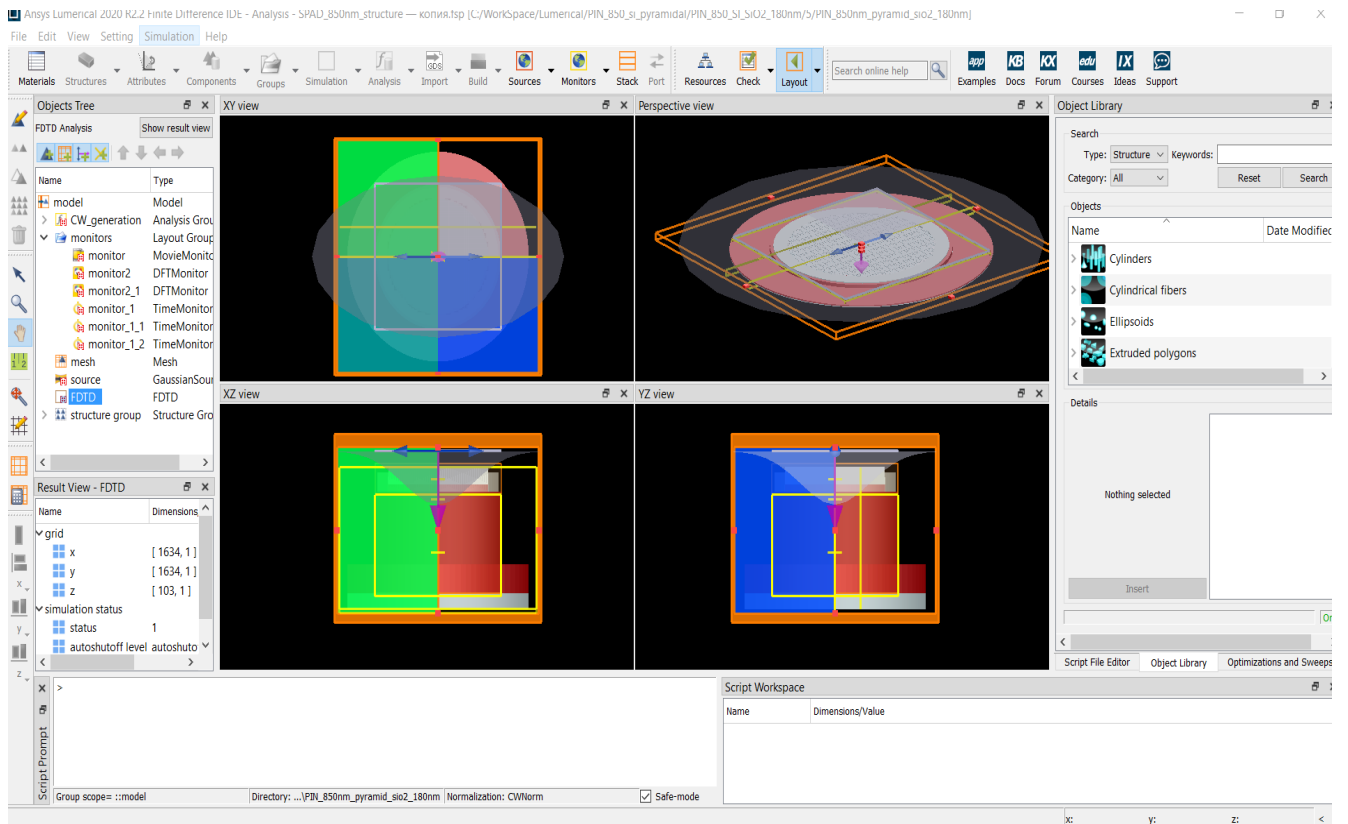 Ansys Lumerical 2020 R2.2 Finite Difference IDE - Analysis - SPAD_850nm_structure — копия.fsp [C:/WorkSpace/Lumerical/PIN_850_si_pyramidal/PIN_850_SI_SiO2_180nm/5/PIN_850nm_pyramid_sio2_180nm]
File Edit View Setting Simulation Help
Materials Structures Attributes Components Groups Simulation Analysis Import Build Sources Monitors Stack Port Resources Check Layout Search online help Examples Docs Forum Courses Ideas Support
GDS app KB KX edu IX
Objects Tree
FDTD Analysis Show result view
Name Type
model Model
CW_generation Analysis Grou
monitors Layout Group
monitor MovieMonito
monitor2 DFTMonitor
monitor2_1 DFTMonitor
monitor_1 TimeMonitor
monitor_1_1 TimeMonitor
monitor_1_2 TimeMonitor
mesh Mesh
source GaussianSour
FDTD FDTD
structure group Structure Gro
Result View - FDTD
Name Dimensions
grid
x [ 1634, 1 ]
y [ 1634, 1 ]
z [ 103, 1 ]
simulation status
status 1
autoshutoff level autoshuto
XY view
Perspective view
XZ view
YZ view
Object Library
Search
Type: Structure Keywords:
Category: All Reset Search
Objects
Name Date Modified
Cylinders
Cylindrical fibers
Ellipsoids
Extruded polygons
Details
Nothing selected
Insert
Script File Editor Object Library Optimizations and Sweeps
Script Prompt
>
Group scope= ::model Directory: ...\PIN_850nm_pyramid_sio2_180nm Normalization: CWNorm Safe-mode
Script Workspace
Name Dimensions/Value
x: y: z: